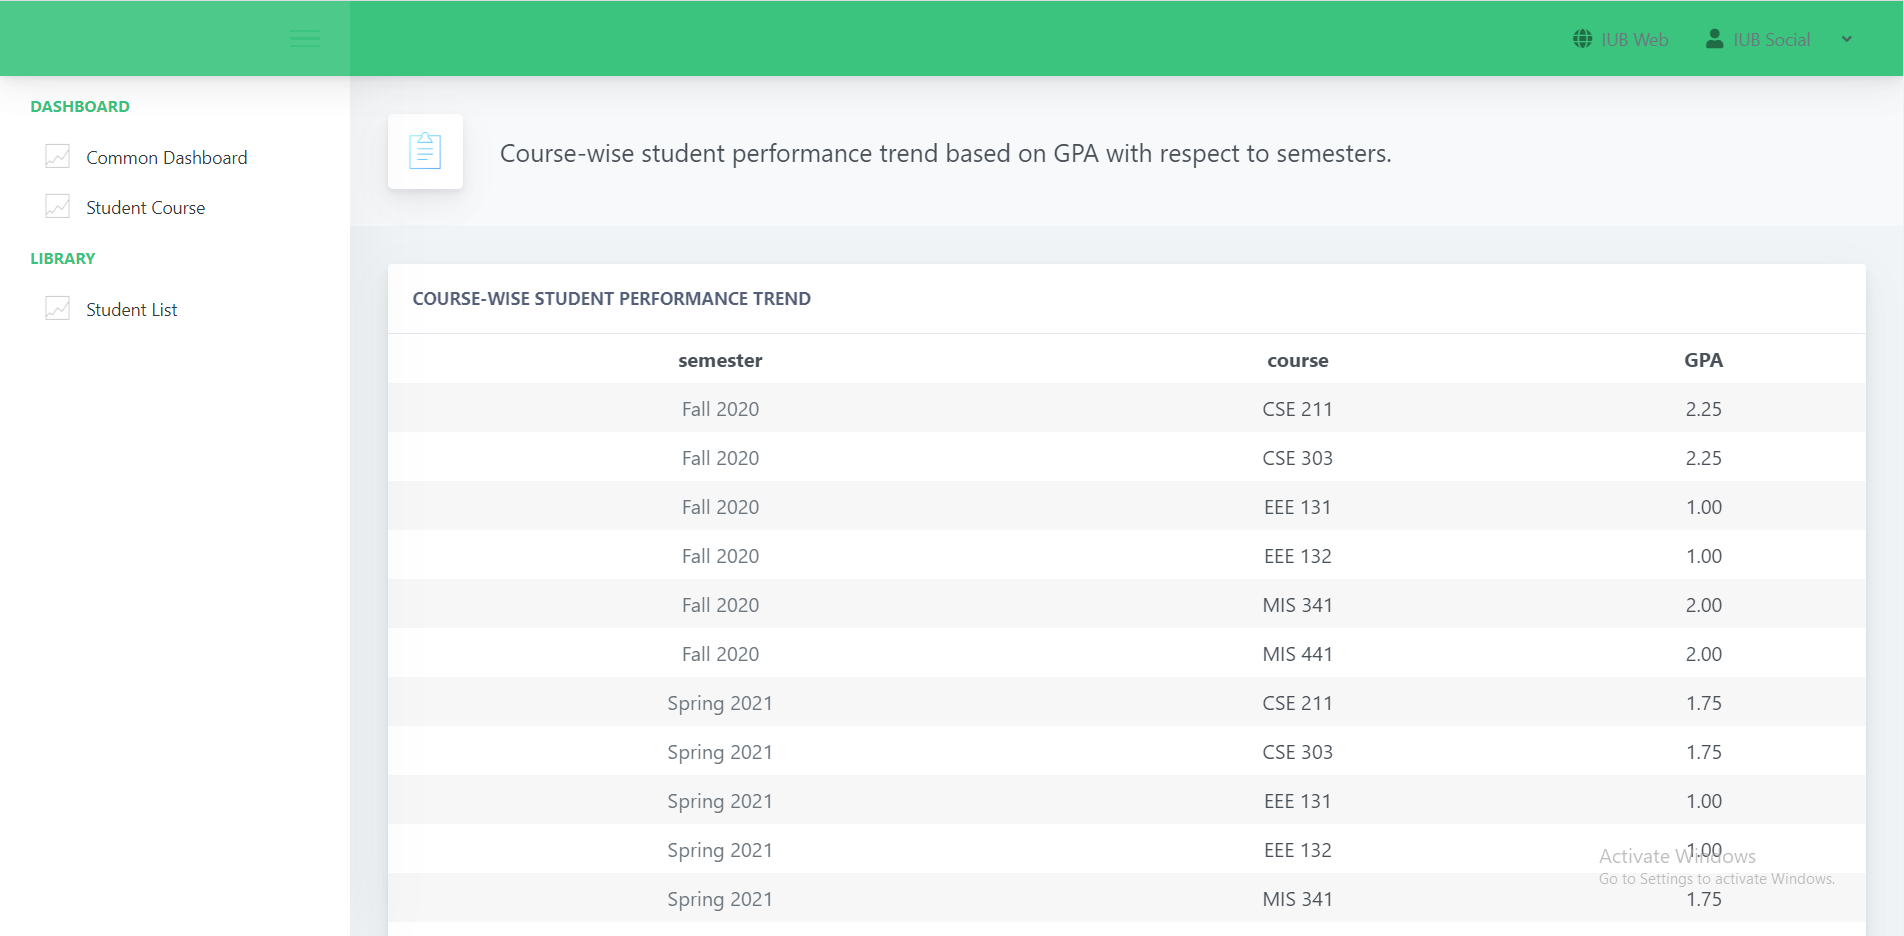 IUB Web IUB Social
DASHBOARD
Common Dashboard
Student Course
LIBRARY
Student List
Course-wise student performance trend based on GPA with respect to semesters.
COURSE-WISE STUDENT PERFORMANCE TREND
semester course GPA
Fall 2020 CSE 211 2.25
Fall 2020 CSE 303 2.25
Fall 2020 EEE 131 1.00
Fall 2020 EEE 132 1.00
Fall 2020 MIS 341 2.00
Fall 2020 MIS 441 2.00
Spring 2021 CSE 211 1.75
Spring 2021 CSE 303 1.75
Spring 2021 EEE 131 1.00
Spring 2021 EEE 132 1.00
Spring 2021 MIS 341 1.75
Activate Windows
Go to Settings to activate Windows.